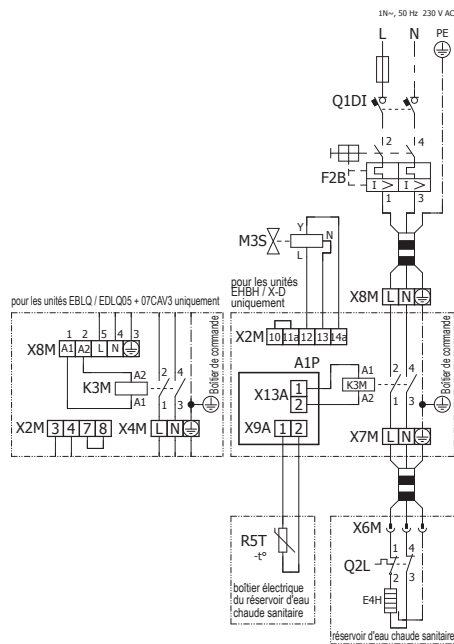 1N~, 50 Hz 230 V AC
L N PE
Q1DI
2 4
F2B
I > I >
1 3
M3S
Y
N
L
pour les unités
EHBH / X-D
uniquement
X8M L N
X2M 10 11a 12 13 14a
A1P
X13A 1
2
A1
K3M
A2
2 4
1 3
X9A 1 2
Boîtier de commande
X7M L N
pour les unités EBLQ / EDLQ05 + 07CAV3 uniquement
1 2 5 4 3
X8M A1 A2 L N
A2
K3M
A1
2 4
1 3
X2M 3 4 7 8
X4M L N
Boîtier de commande
R5T
-t°
boîtier électrique
du réservoir d'eau
chaude sanitaire
X6M
1 4
Q2L
2 3
E4H
réservoir d'eau chaude sanitaire